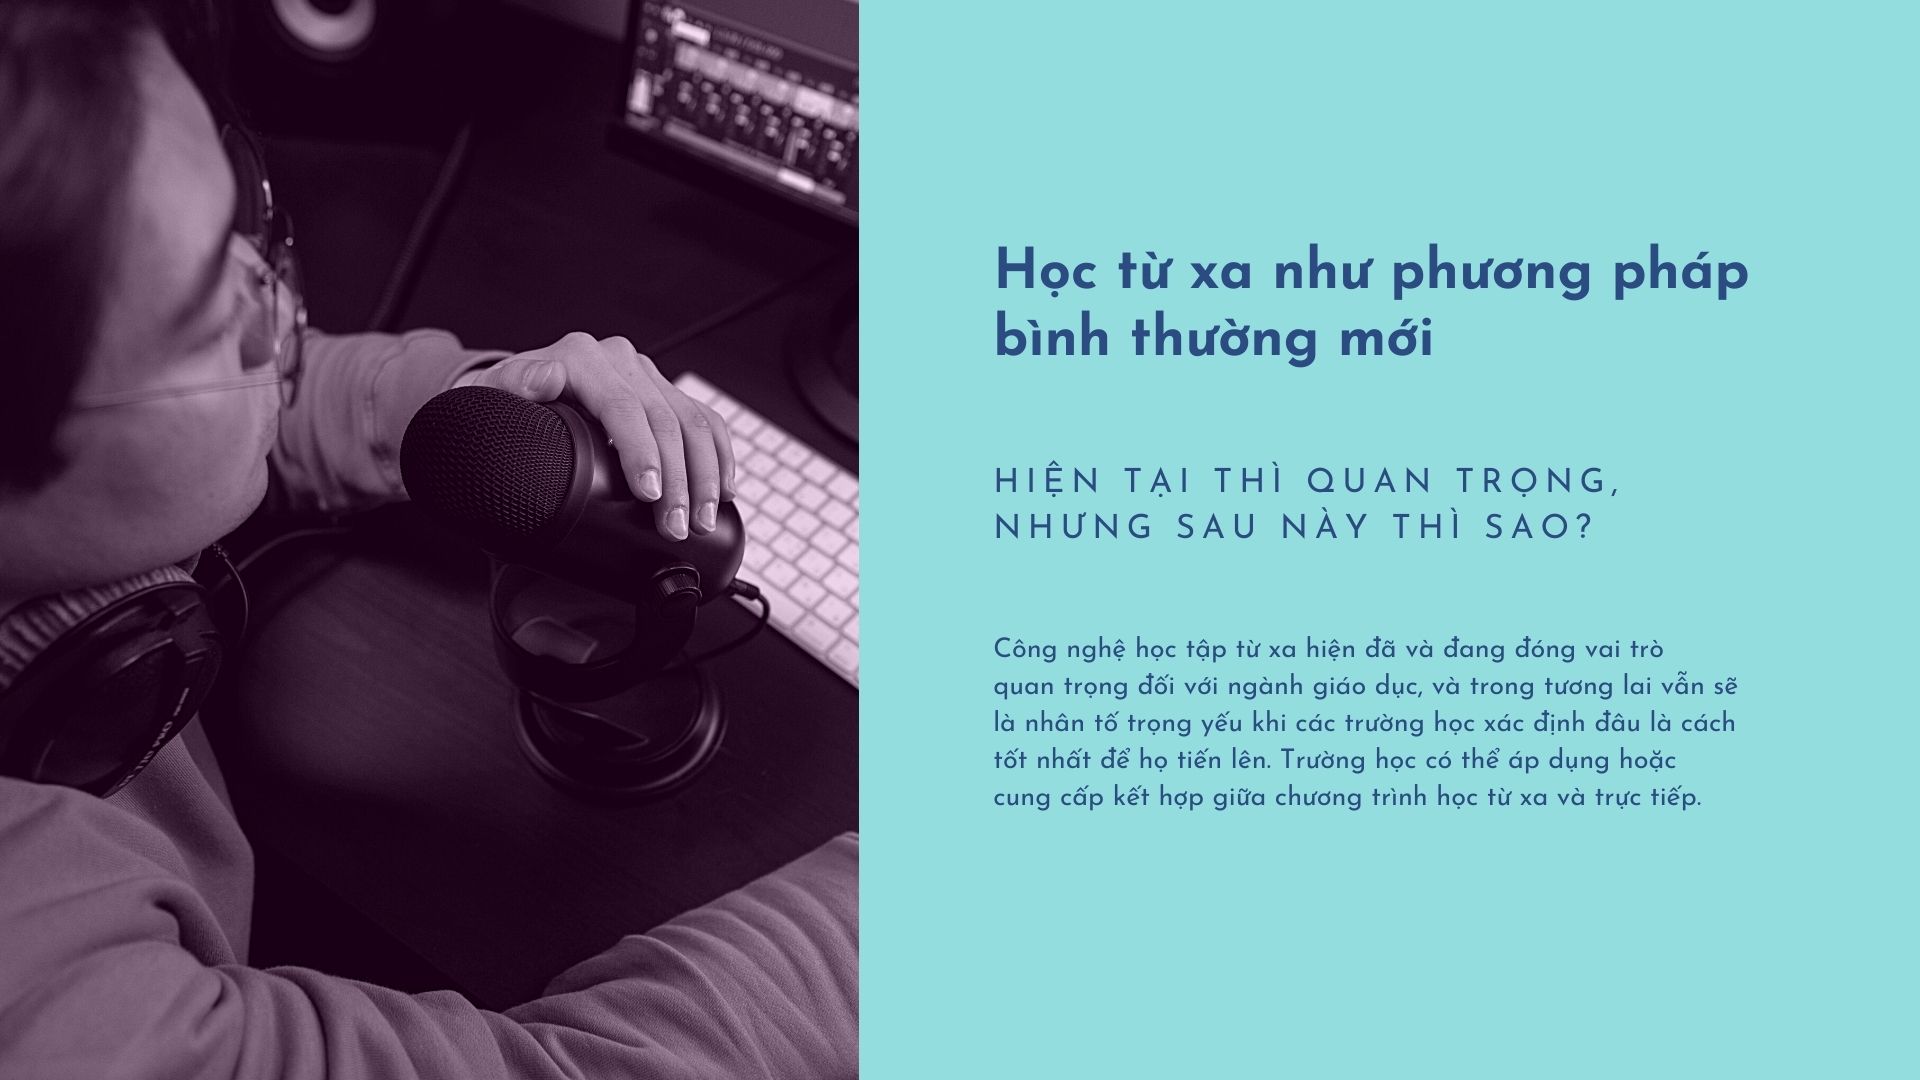 Học từ xa như phương pháp
bình thường mới
HIỆN TẠI THÌ QUAN TRỌNG,
NHƯNG SAU NÀY THÌ SAO?
Công nghệ học tập từ xa hiện đã và đang đóng vai trò
quan trọng đối với ngành giáo dục, và trong tương lai vẫn sẽ
là nhân tố trọng yếu khi các trường học xác định đâu là cách
tốt nhất để họ tiến lên. Trường học có thể áp dụng hoặc
cung cấp kết hợp giữa chương trình học từ xa và trực tiếp.